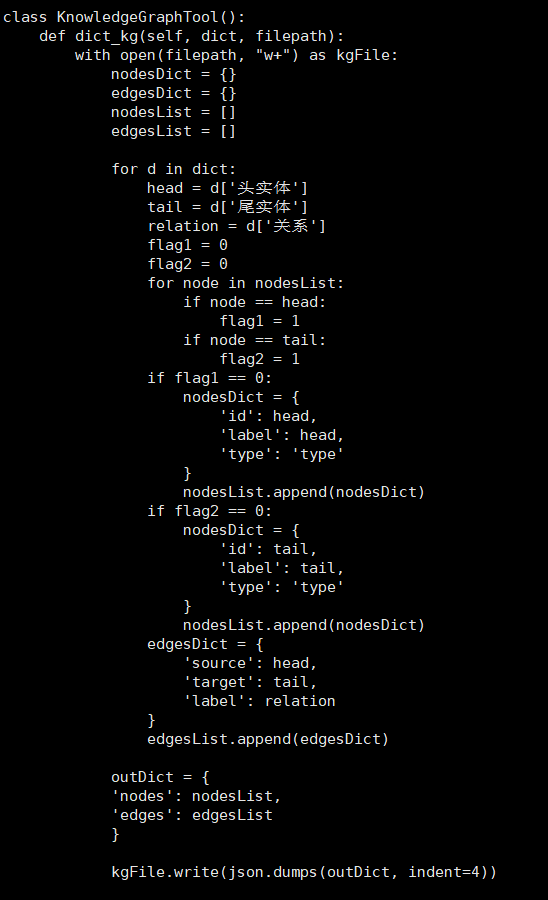 class KnowledgeGraphTool():
    def dict_kg(self, dict, filepath):
        with open(filepath, "w+") as kgFile:
            nodesDict = {}
            edgesDict = {}
            nodesList = []
            edgesList = []

            for d in dict:
                head = d['头实体']
                tail = d['尾实体']
                relation = d['关系']
                flag1 = 0
                flag2 = 0
                for node in nodesList:
                    if node == head:
                        flag1 = 1
                    if node == tail:
                        flag2 = 1
                if flag1 == 0:
                    nodesDict = {
                        'id': head,
                        'label': head,
                        'type': 'type'
                    }
                    nodesList.append(nodesDict)
                if flag2 == 0:
                    nodesDict = {
                        'id': tail,
                        'label': tail,
                        'type': 'type'
                    }
                    nodesList.append(nodesDict)
                edgesDict = {
                    'source': head,
                    'target': tail,
                    'label': relation
                }
                edgesList.append(edgesDict)

            outDict = {
            'nodes': nodesList,
            'edges': edgesList
            }

            kgFile.write(json.dumps(outDict, indent=4))